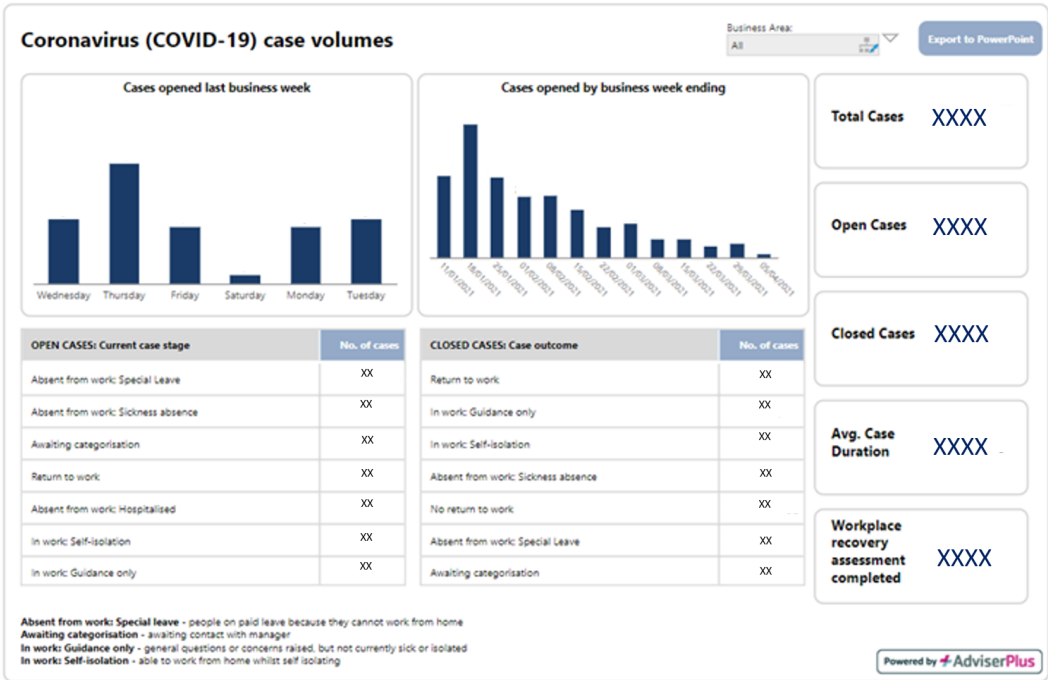 Coronavirus (COVID-19) case volumes
Business Area:
All
Export to PowerPoint
Cases opened last business week
Wednesday Thursday Friday Saturday Monday Tuesday
Cases opened by business week ending
11/01/2021 18/01/2021 25/01/2021 01/02/2021 08/02/2021 15/02/2021 22/02/2021 01/03/2021 08/03/2021 15/03/2021 22/03/2021 29/03/2021 05/04/2021
Total Cases XXXX
Open Cases XXXX
Closed Cases XXXX
Avg. Case
Duration
XXXX
Workplace
recovery
assessment
completed
XXXX
OPEN CASES: Current case stage No. of cases
Absent from work: Special Leave XX
Absent from work: Sickness absence XX
Awaiting categorisation XX
Return to work XX
Absent from work: Hospitalised XX
In work: Self-isolation XX
In work: Guidance only XX
CLOSED CASES: Case outcome No. of cases
Return to work XX
In work: Guidance only XX
In work: Self-isolation XX
Absent from work: Sickness absence XX
No return to work XX
Absent from work: Special Leave XX
Awaiting categorisation XX
Absent from work: Special leave - people on paid leave because they cannot work from home
Awaiting categorisation - awaiting contact with manager
In work: Guidance only - general questions or concerns raised, but not currently sick or isolated
In work: Self-isolation - able to work from home whilst self isolating
Powered by AdviserPlus